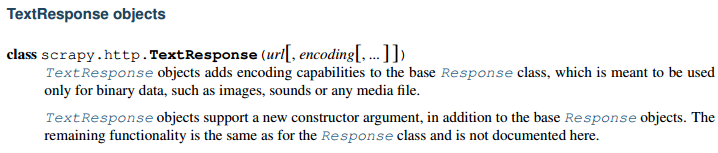 TextResponse objects
class scrapy.http.TextResponse(url[, encoding[, ...]])
TextResponse objects adds encoding capabilities to the base Response class, which is meant to be used
only for binary data, such as images, sounds or any media file.
TextResponse objects support a new constructor argument, in addition to the base Response objects. The
remaining functionality is the same as for the Response class and is not documented here.